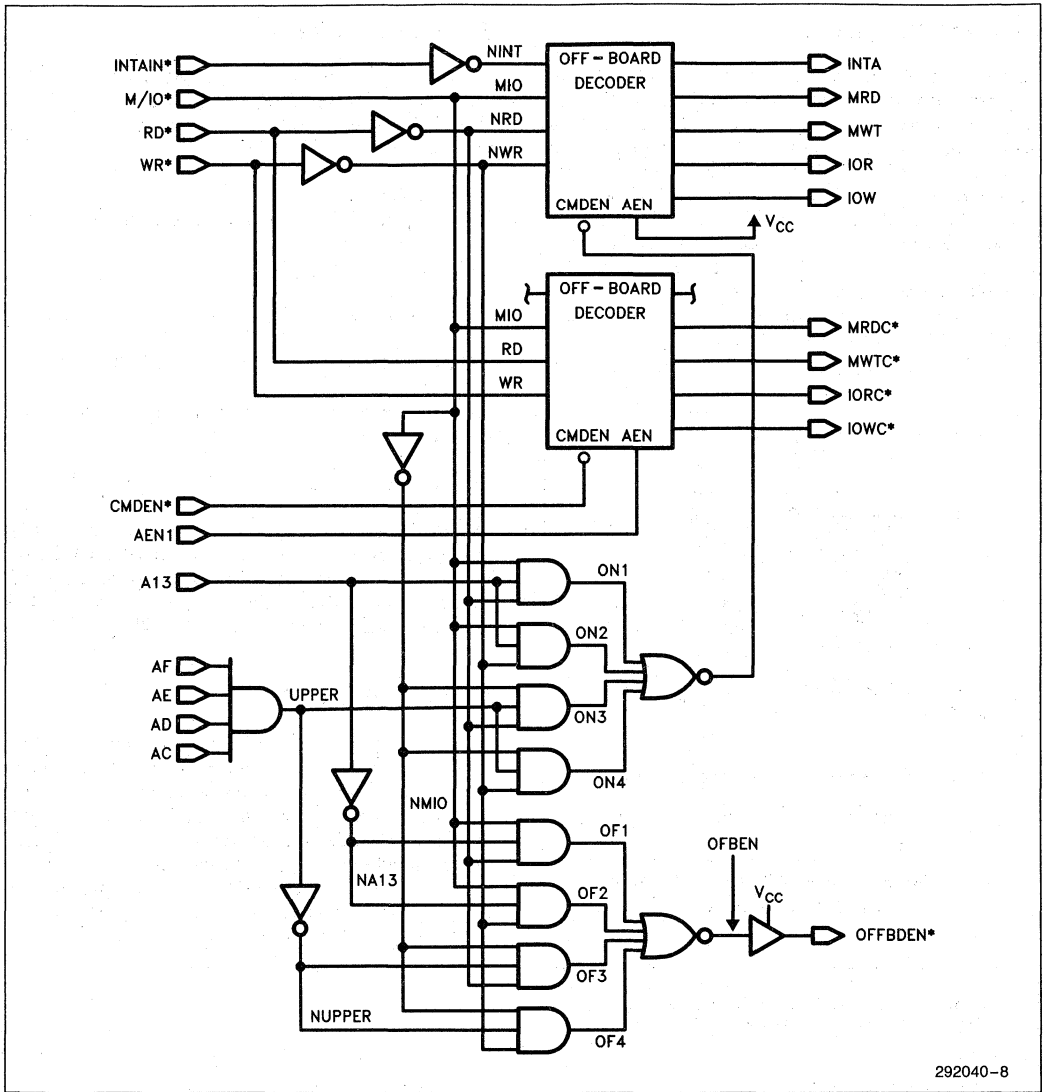 INTAIN*
NINT
OFF-BOARD
DECODER
INTA
M/IO*
MIO
MRD
RD*
NRD
MWT
WR*
NWR
IOR
IOW
CMDEN AEN
VCC
OFF-BOARD
DECODER
MIO
MRDC*
RD
MWTC*
WR
IORC*
CMDEN AEN
IOWC*
CMDEN*
AEN1
A13
ON1
ON2
AF
AE
UPPER
ON3
AD
AC
ON4
NMIO
OF1
OFBEN
NA13
OF2
VCC
OFFBDEN*
OF3
NUPPER
OF4
292040-8